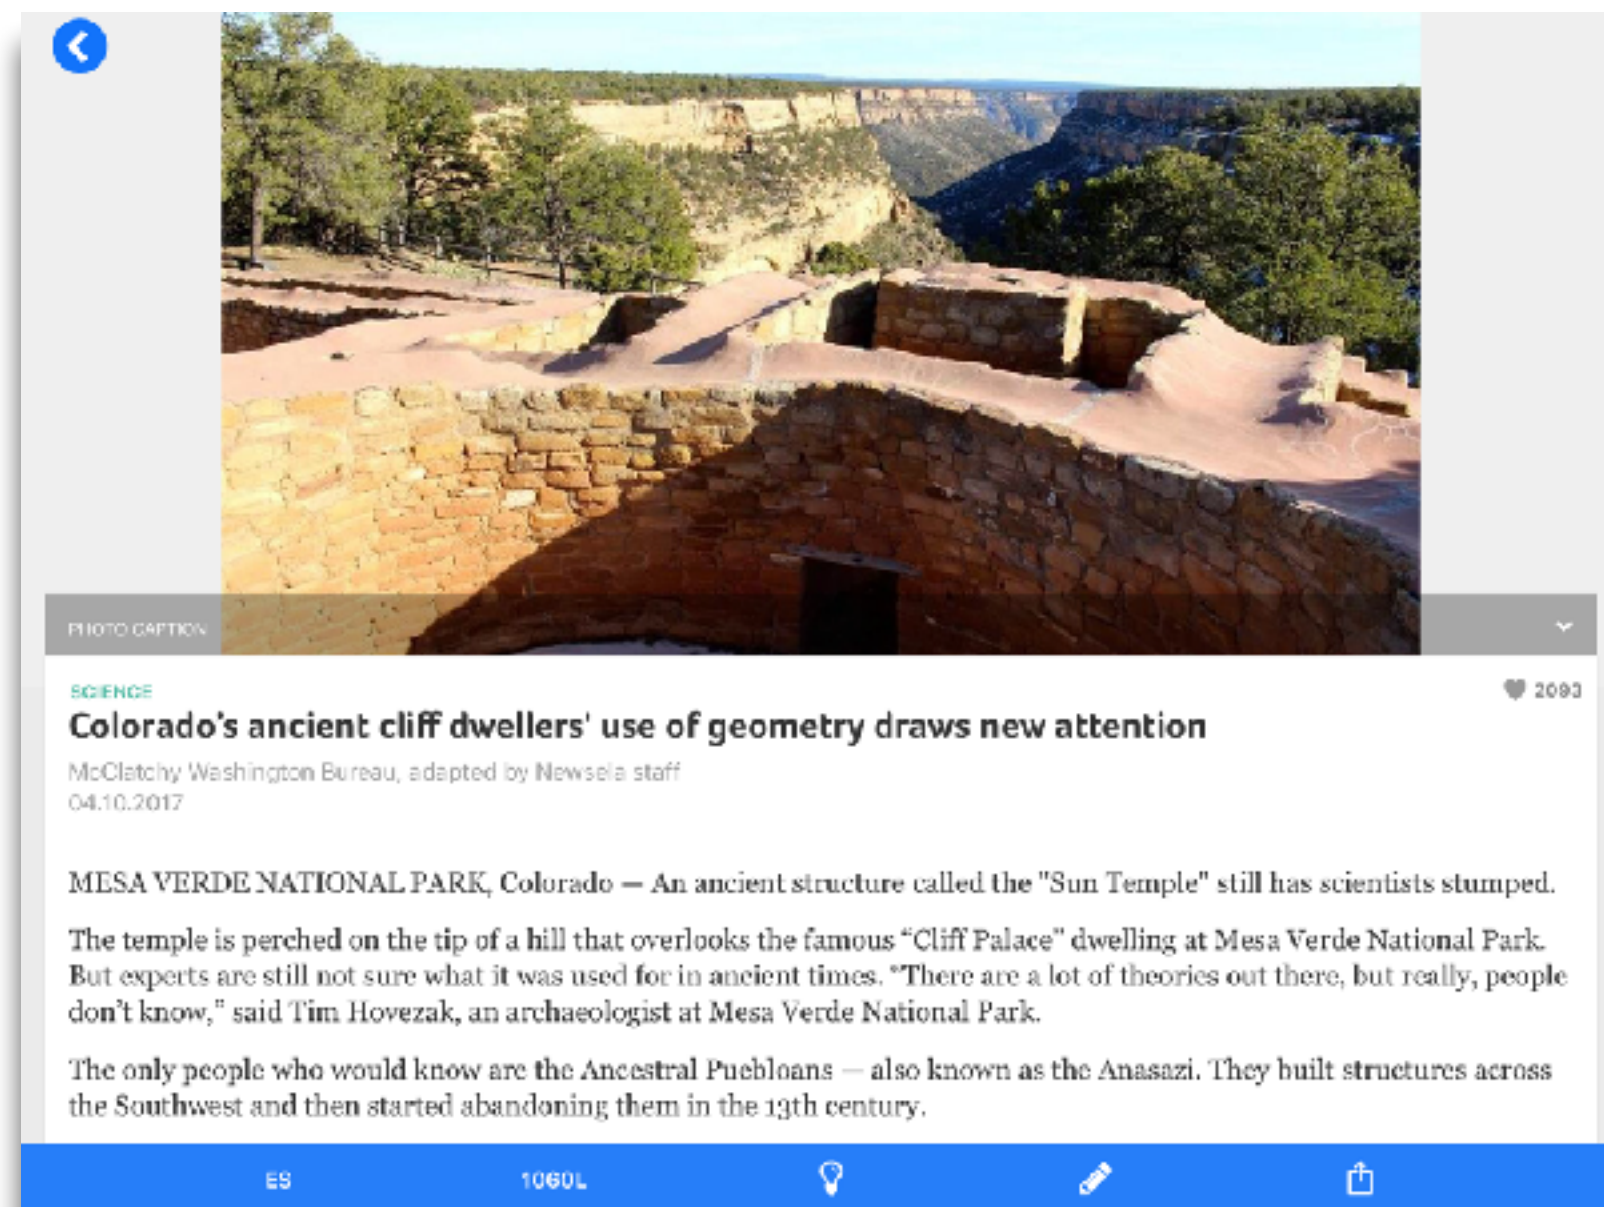 PHOTO CAPTION
SCIENCE
2093
Colorado's ancient cliff dwellers' use of geometry draws new attention
McClatchy Washington Bureau, adapted by Newsela staff
04.10.2017
MESA VERDE NATIONAL PARK, Colorado — An ancient structure called the "Sun Temple" still has scientists stumped.
The temple is perched on the tip of a hill that overlooks the famous “Cliff Palace” dwelling at Mesa Verde National Park.
But experts are still not sure what it was used for in ancient times. “There are a lot of theories out there, but really, people
don’t know,” said Tim Hovezak, an archaeologist at Mesa Verde National Park.
The only people who would know are the Ancestral Puebloans — also known as the Anasazi. They built structures across
the Southwest and then started abandoning them in the 13th century.
ES
1060L